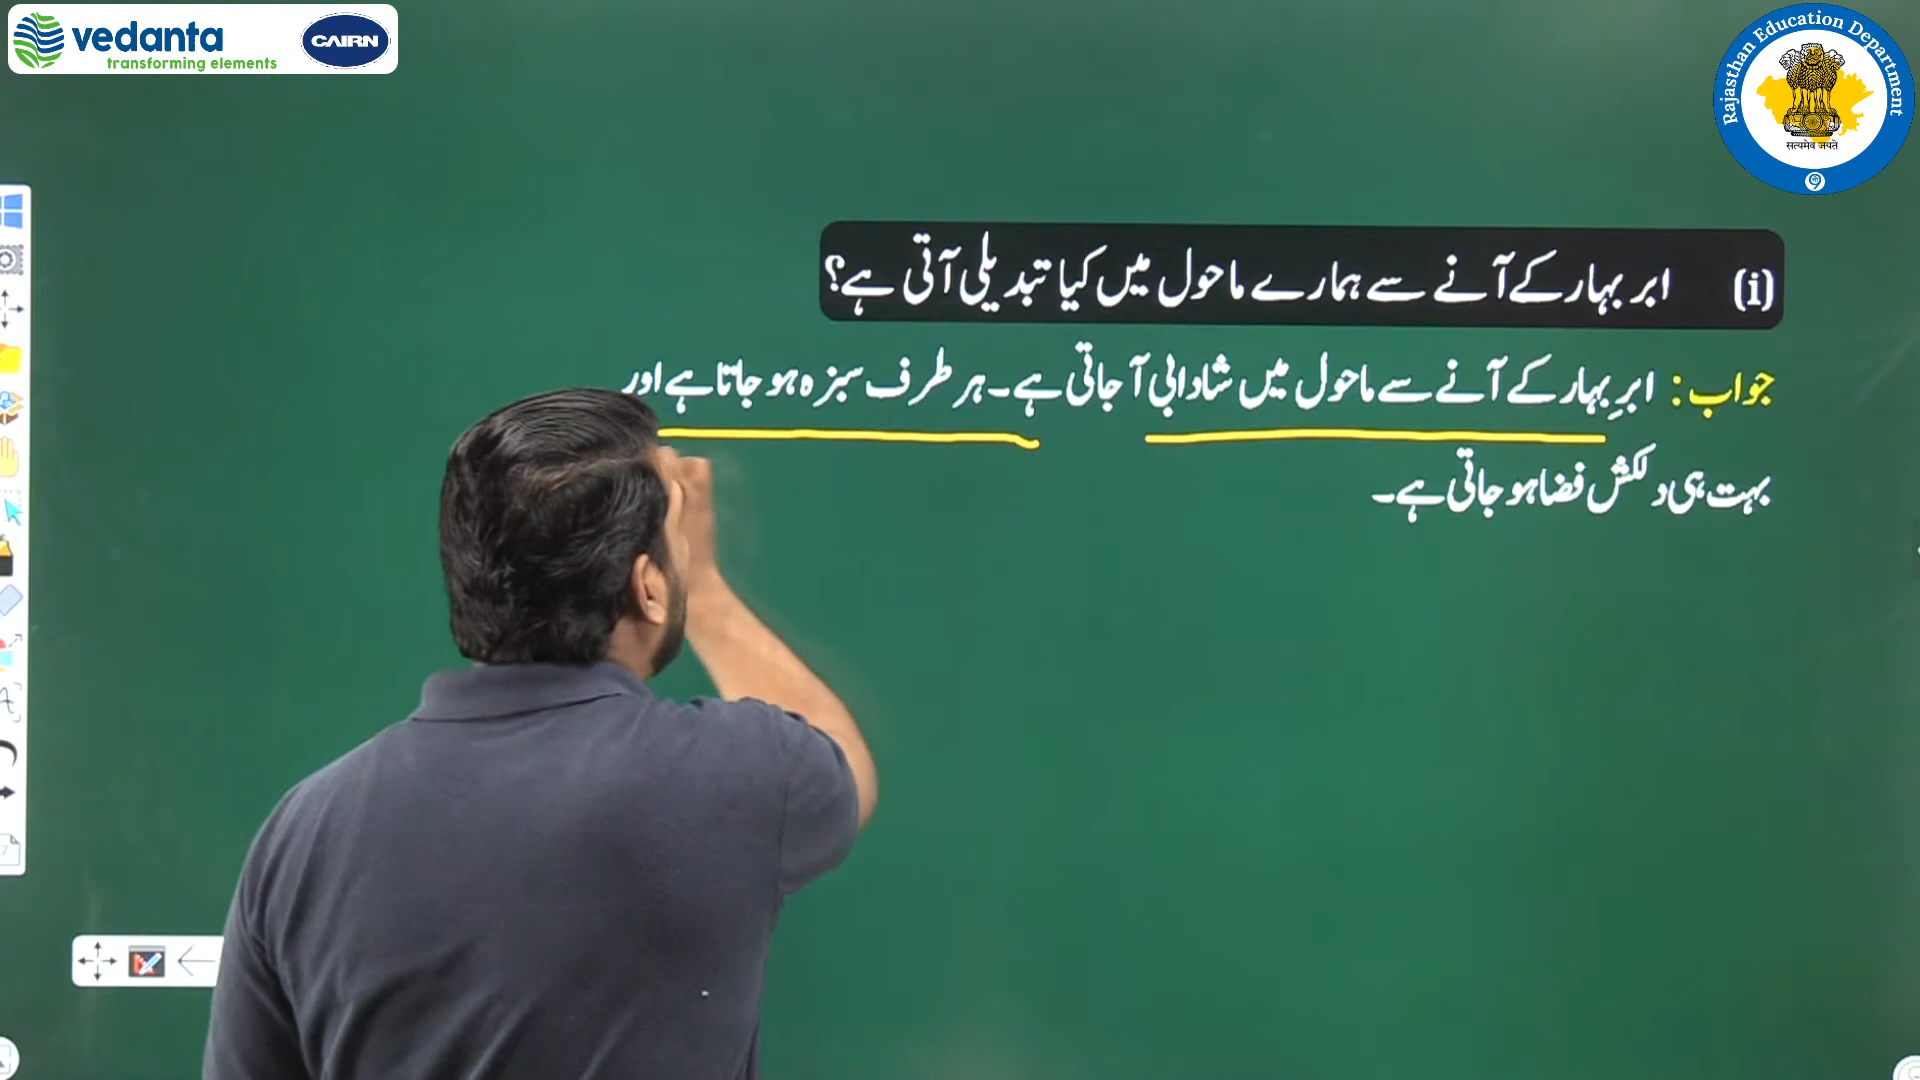 vedanta
transforming elements
CAIRN
Rajasthan Education Department
सत्यमेव जयते
(i) ابر بہار کے آنے سے ہمارے ماحول میں کیا تبدیلی آتی ہے؟
جواب: ابرِ بہار کے آنے سے ماحول میں شادابی آ جاتی ہے۔ ہر طرف سبزہ ہو جاتا ہے اور
بہت ہی دلکش فضا ہو جاتی ہے۔